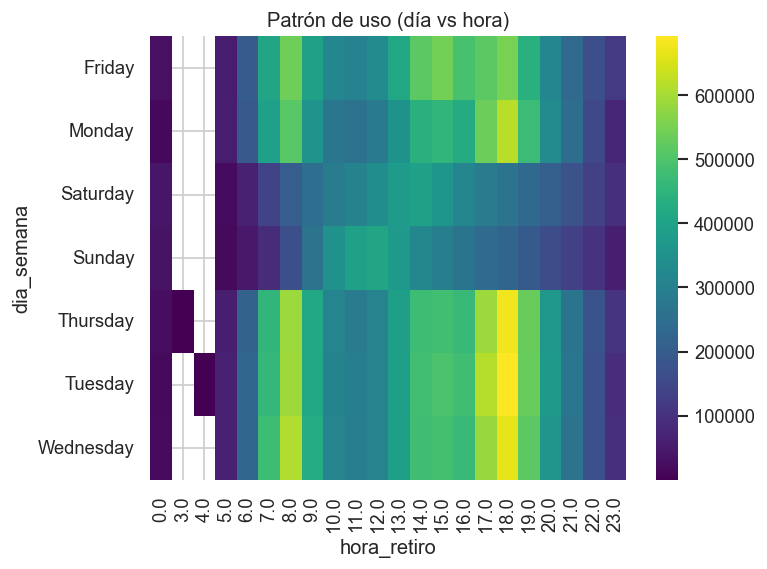 Patrón de uso (día vs hora)
dia_semana
Friday
Monday
Saturday
Sunday
Thursday
Tuesday
Wednesday
0.0 3.0 4.0 5.0 6.0 7.0 8.0 9.0 10.0 11.0 12.0 13.0 14.0 15.0 16.0 17.0 18.0 19.0 20.0 21.0 22.0 23.0
hora_retiro
600000
500000
400000
300000
200000
100000